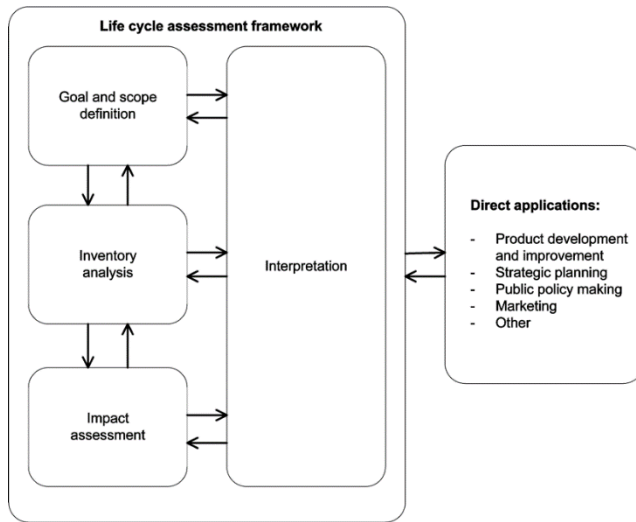 Life cycle assessment framework
Goal and scope
definition
Inventory
analysis
Impact
assessment
Interpretation
Direct applications:
- Product development
and improvement
- Strategic planning
- Public policy making
- Marketing
- Other